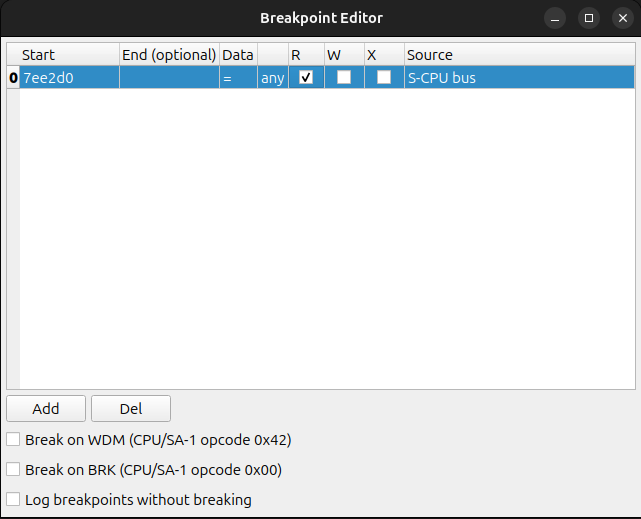 Breakpoint Editor
Start End (optional) Data R W X Source
0 7ee2d0 = any S-CPU bus
Add Del
Break on WDM (CPU/SA-1 opcode 0x42)
Break on BRK (CPU/SA-1 opcode 0x00)
Log breakpoints without breaking